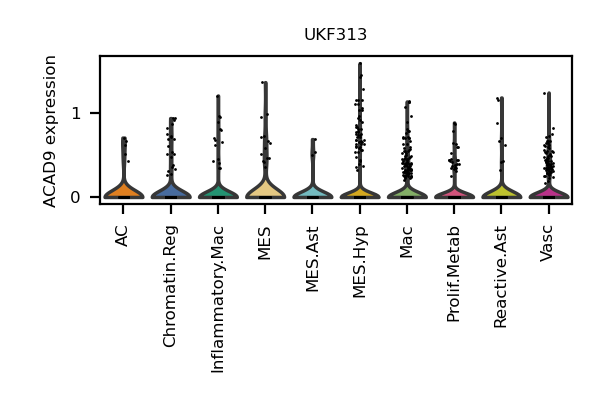 UKF313
ACAD9 expression
1
0
AC
Chromatin.Reg
Inflammatory.Mac
MES
MES.Ast
MES.Hyp
Mac
Prolif.Metab
Reactive.Ast
Vasc